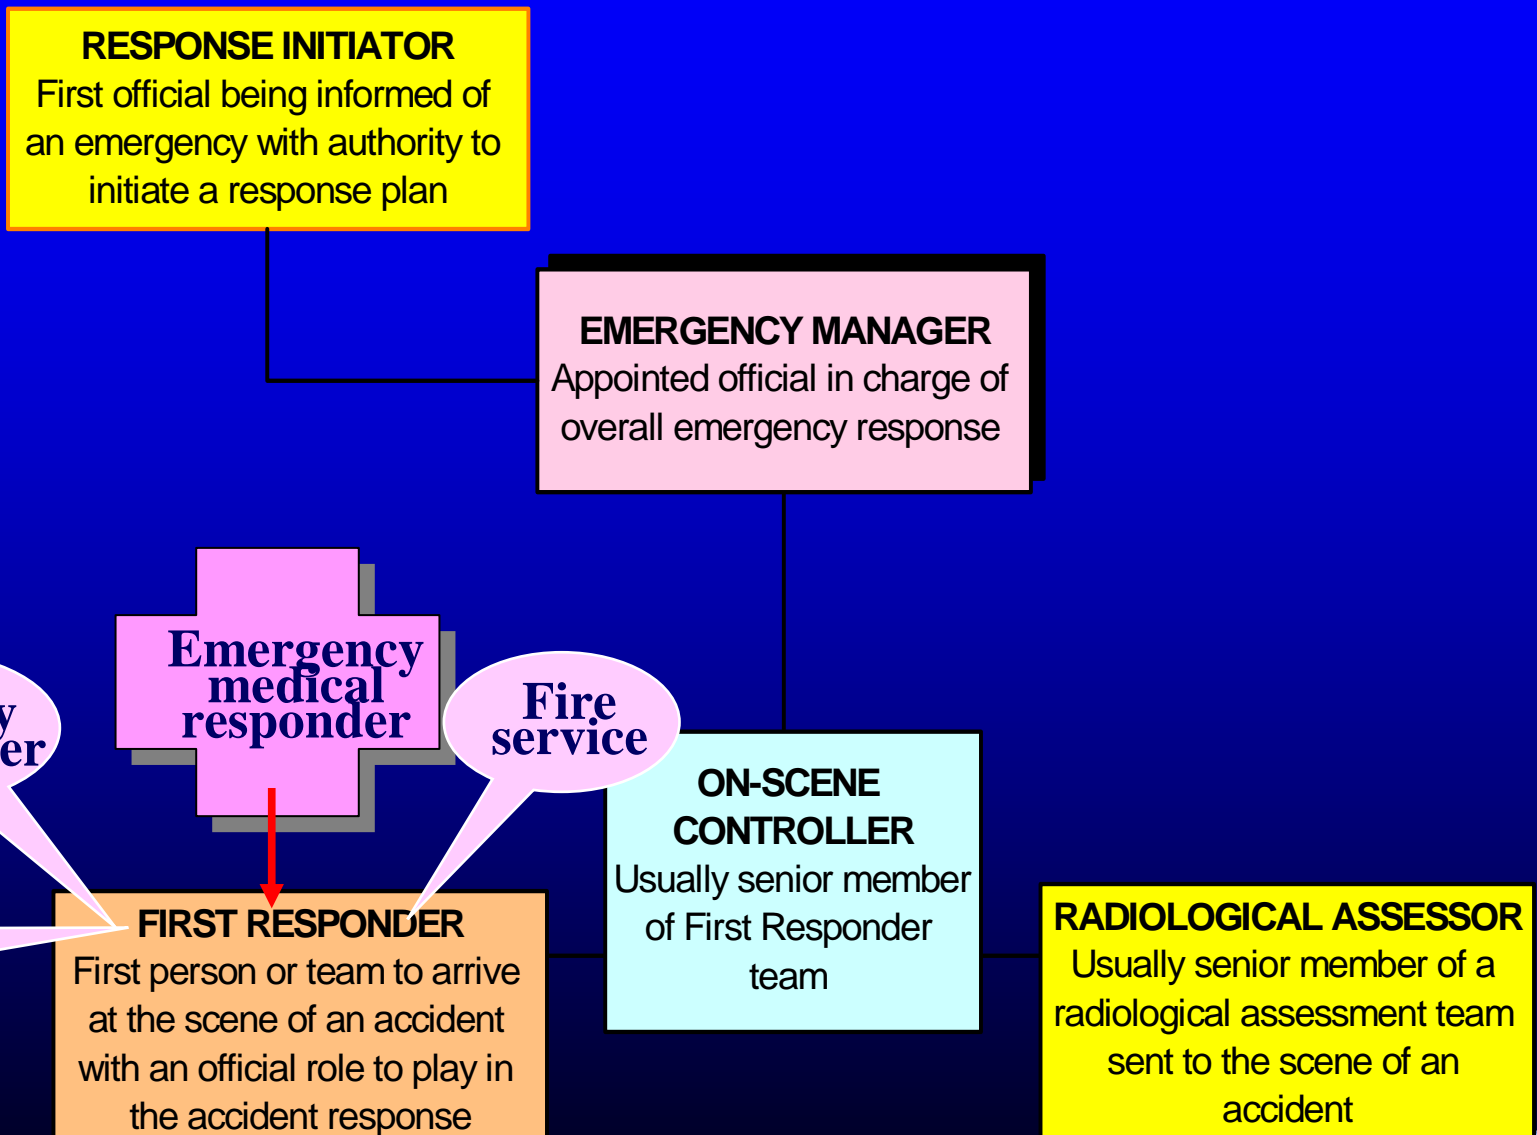 RESPONSE INITIATOR
First official being informed of
an emergency with authority to
initiate a response plan
EMERGENCY MANAGER
Appointed official in charge of
overall emergency response
Emergency
medical
responder
Fire
service
ON-SCENE
CONTROLLER
Usually senior member
of First Responder
team
FIRST RESPONDER
First person or team to arrive
at the scene of an accident
with an official role to play in
the accident response
RADIOLOGICAL ASSESSOR
Usually senior member of a
radiological assessment team
sent to the scene of an
accident